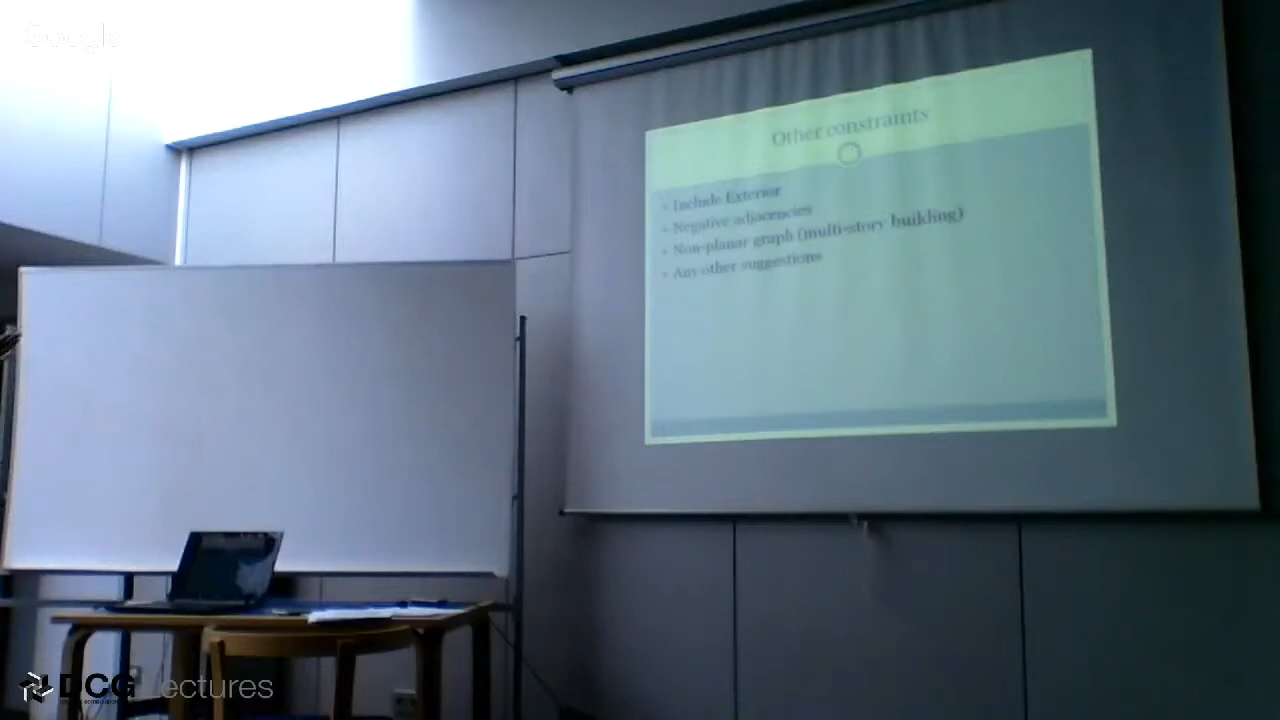 Google
Other constraints
Include Exterior
Negative adjacencies
Non-planar graph (multi-story building)
Any other suggestions
DCG Lectures